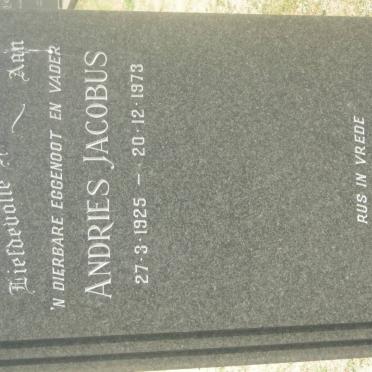 Liefdevolle
~ Aan
'N DIERBARE EGGENOOT EN VADER
ANDRIES JACOBUS
27·3·1925 — 20·12·1973
RUS IN VREDE